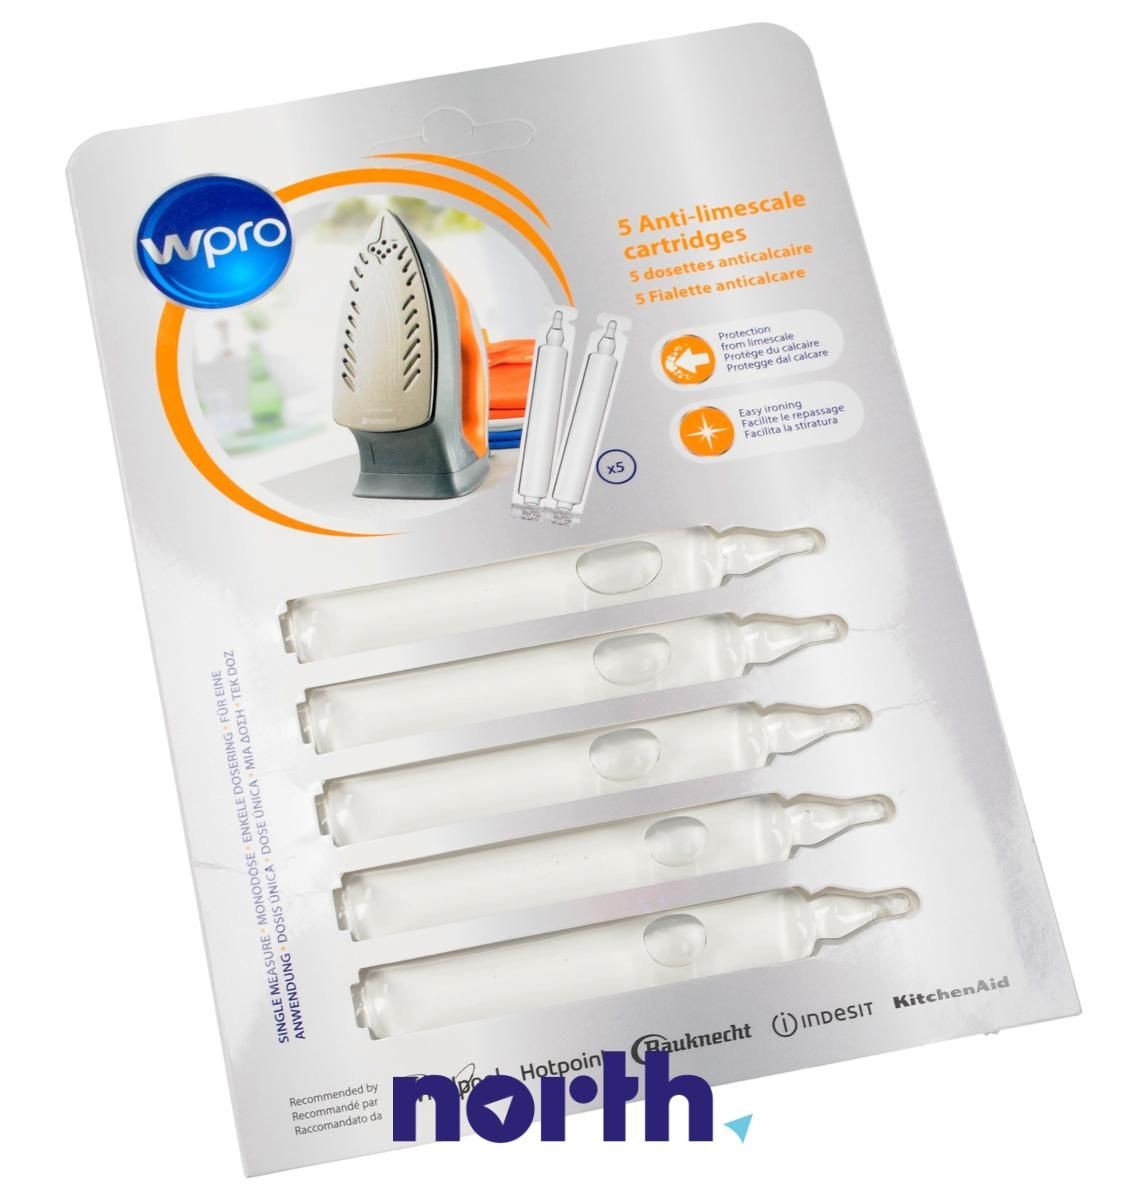 wpro
5 Anti-limescale
cartridges
5 dosettes anticalcaire
5 Fialette anticalcare
Protection
from limescale
Protège du calcaire
Protegge dal calcare
Easy ironing
Facilite le repassage
Facilita la stiratura
x5
SINGLE MEASURE * MONODOSE * ENKELE DOSERING * FÜR EINE
ANWENDUNG * DOSIS ÚNICA * DOSE ÚNICA * ΜΙΑ ΔΟΣΗ * TEK DOZ
Recommended by
Recommandé par
Raccomandato da
Whirlpool Hotpoint Bauknecht indesit KitchenAid
north